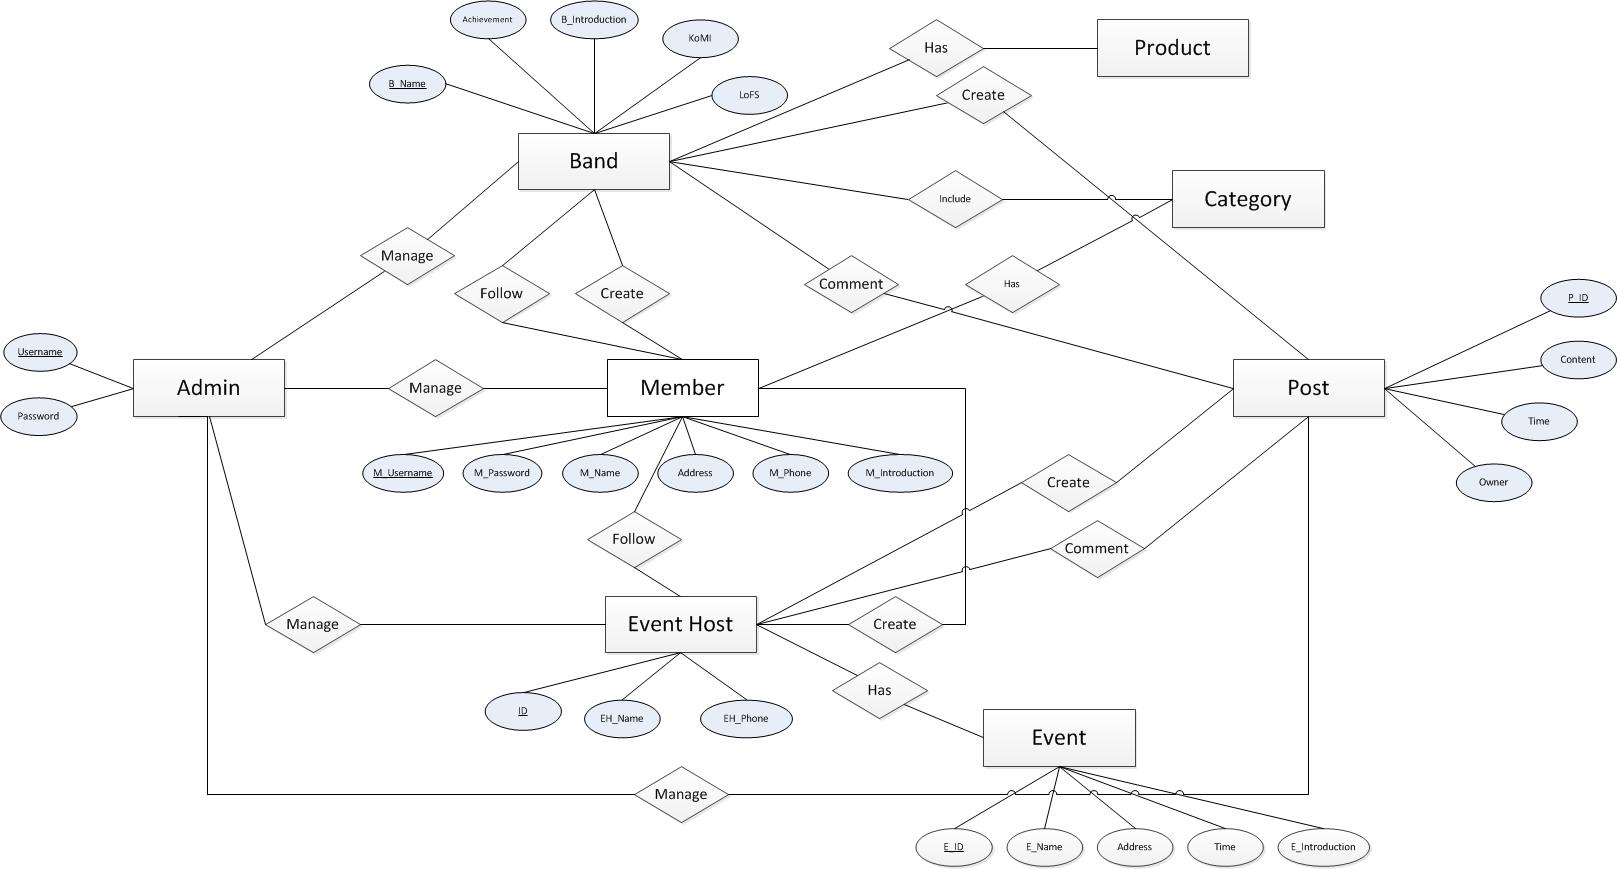 Achievement
B_Introduction
KoMI
Has
Product
B_Name
LoFS
Create
Band
Include
Category
Manage
Follow
Create
Comment
Has
P_ID
Username
Content
Admin
Manage
Member
Post
Password
Time
M_Username
M_Password
M_Name
Address
M_Phone
M_Introduction
Create
Owner
Follow
Comment
Manage
Event Host
Create
Has
ID
EH_Name
EH_Phone
Event
Manage
E_ID
E_Name
Address
Time
E_Introduction